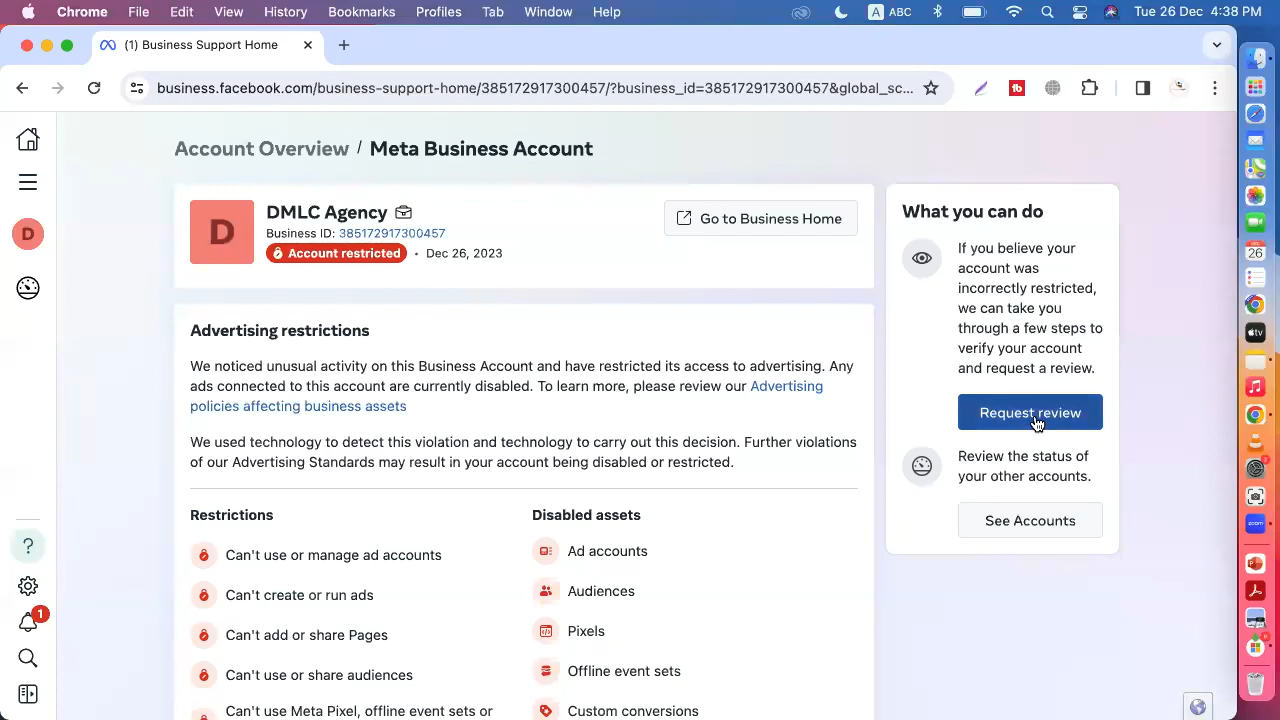 Chrome File Edit View History Bookmarks Profiles Tab Window Help A ABC Tue 26 Dec 4:38 PM
(1) Business Support Home
business.facebook.com/business-support-home/385172917300457/?business_id=385172917300457&global_sc...
Account Overview / Meta Business Account
D
DMLC Agency
Business ID: 385172917300457
Account restricted · Dec 26, 2023
Go to Business Home
Advertising restrictions
We noticed unusual activity on this Business Account and have restricted its access to advertising. Any
ads connected to this account are currently disabled. To learn more, please review our Advertising
policies affecting business assets
We used technology to detect this violation and technology to carry out this decision. Further violations
of our Advertising Standards may result in your account being disabled or restricted.
Restrictions
Can't use or manage ad accounts
Can't create or run ads
Can't add or share Pages
Can't use or share audiences
Can't use Meta Pixel, offline event sets or
Disabled assets
Ad accounts
Audiences
Pixels
Offline event sets
Custom conversions
What you can do
If you believe your
account was
incorrectly restricted,
we can take you
through a few steps to
verify your account
and request a review.
Request review
Review the status of
your other accounts.
See Accounts
D
?
1
26
tv
zoom